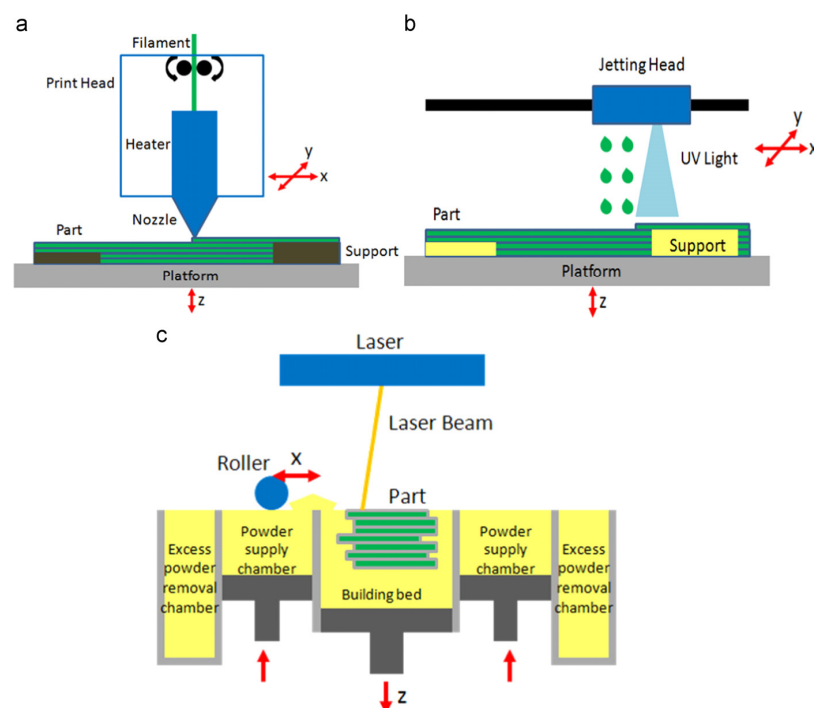 a
Filament
Print Head
Heater
y
x
Nozzle
Part
Support
Platform
z
b
Jetting Head
y
x
UV Light
Part
Support
Platform
z
c
Laser
Laser Beam
Roller
X
Part
Excess
powder
removal
chamber
Powder
supply
chamber
Building bed
Powder
supply
chamber
Excess
powder
removal
chamber
z